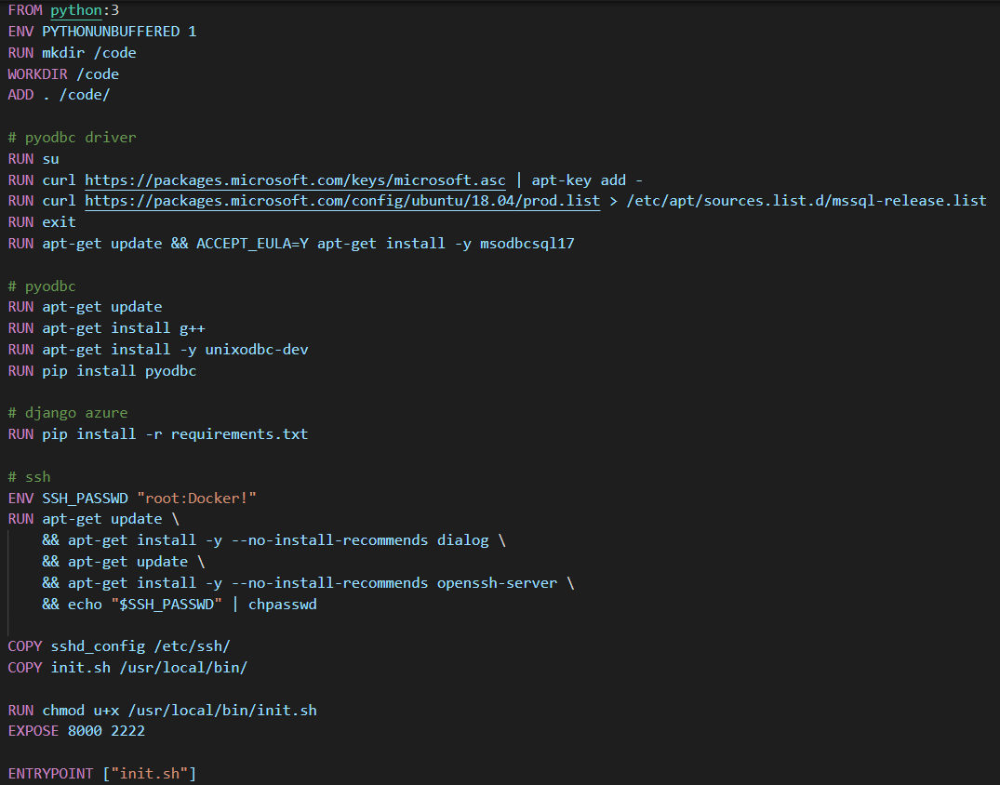 FROM python:3
ENV PYTHONUNBUFFERED 1
RUN mkdir /code
WORKDIR /code
ADD . /code/

# pyodbc driver
RUN su
RUN curl https://packages.microsoft.com/keys/microsoft.asc | apt-key add -
RUN curl https://packages.microsoft.com/config/ubuntu/18.04/prod.list > /etc/apt/sources.list.d/mssql-release.list
RUN exit
RUN apt-get update && ACCEPT_EULA=Y apt-get install -y msodbcsql17

# pyodbc
RUN apt-get update
RUN apt-get install g++
RUN apt-get install -y unixodbc-dev
RUN pip install pyodbc

# django azure
RUN pip install -r requirements.txt

# ssh
ENV SSH_PASSWD "root:Docker!"
RUN apt-get update \
    && apt-get install -y --no-install-recommends dialog \
    && apt-get update \
    && apt-get install -y --no-install-recommends openssh-server \
    && echo "$SSH_PASSWD" | chpasswd

COPY sshd_config /etc/ssh/
COPY init.sh /usr/local/bin/

RUN chmod u+x /usr/local/bin/init.sh
EXPOSE 8000 2222

ENTRYPOINT ["init.sh"]